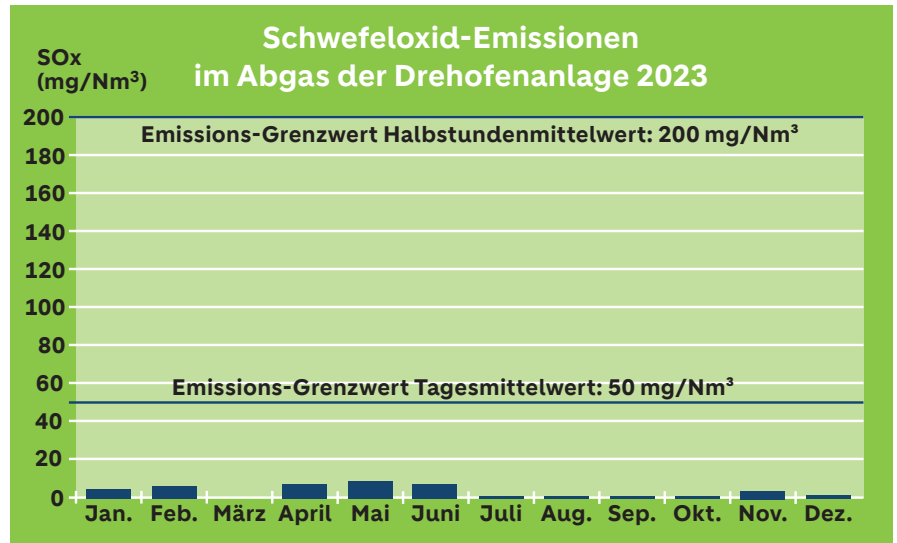 Schwefeloxid-Emissionen
im Abgas der Drehofenanlage 2023
SOx
(mg/Nm³)
200
Emissions-Grenzwert Halbstundenmittelwert: 200 mg/Nm³
180
160
140
120
100
80
60
Emissions-Grenzwert Tagesmittelwert: 50 mg/Nm³
40
20
0
Jan. Feb. März April Mai Juni Juli Aug. Sep. Okt. Nov. Dez.